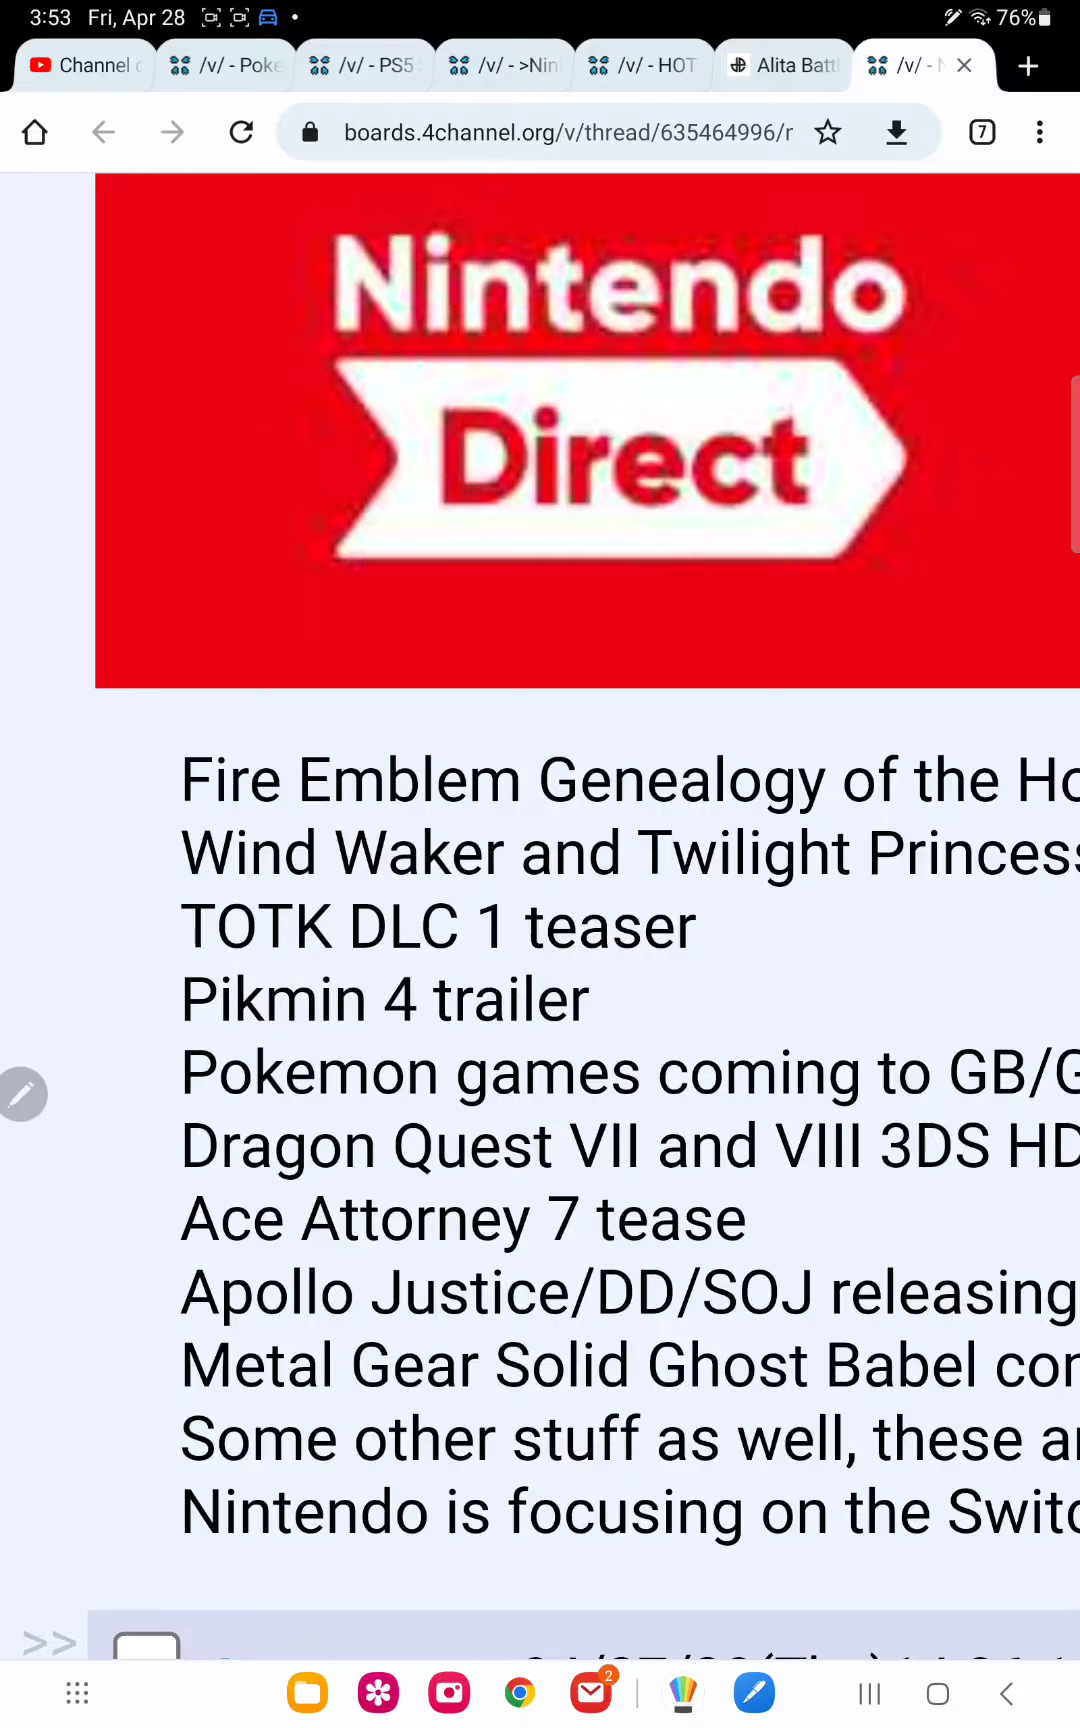 3:53 Fri, Apr 28
76%
Channel
/v/ - Poke
/v/ - PS5
/v/ - >Nin
/v/ - HOT
Alita Batt
/v/ -
boards.4channel.org/v/thread/635464996/r
7
Nintendo
Direct
Fire Emblem Genealogy of the Ho
Wind Waker and Twilight Princess
TOTK DLC 1 teaser
Pikmin 4 trailer
Pokemon games coming to GB/G
Dragon Quest VII and VIII 3DS HD
Ace Attorney 7 tease
Apollo Justice/DD/SOJ releasing
Metal Gear Solid Ghost Babel con
Some other stuff as well, these ar
Nintendo is focusing on the Switc
>>
2